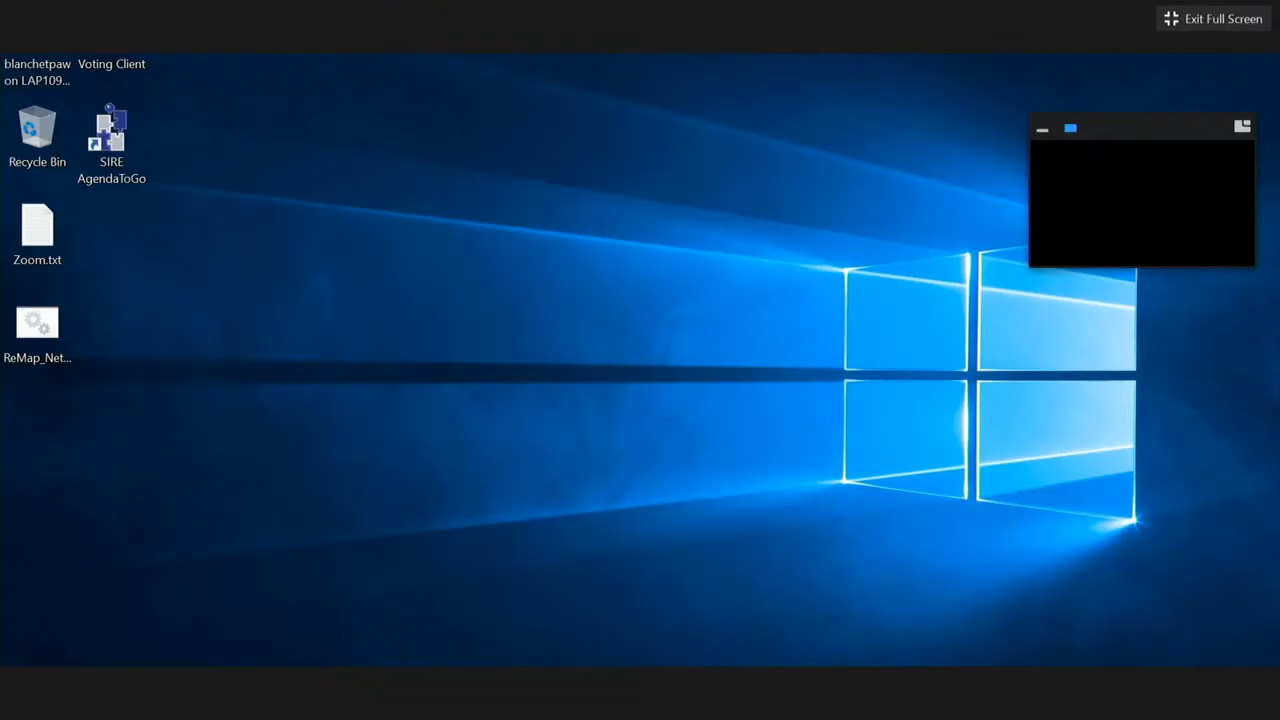 Exit Full Screen
blanchetpaw
on LAP109...
Voting Client
Recycle Bin
SIRE
AgendaToGo
Zoom.txt
ReMap_Net...